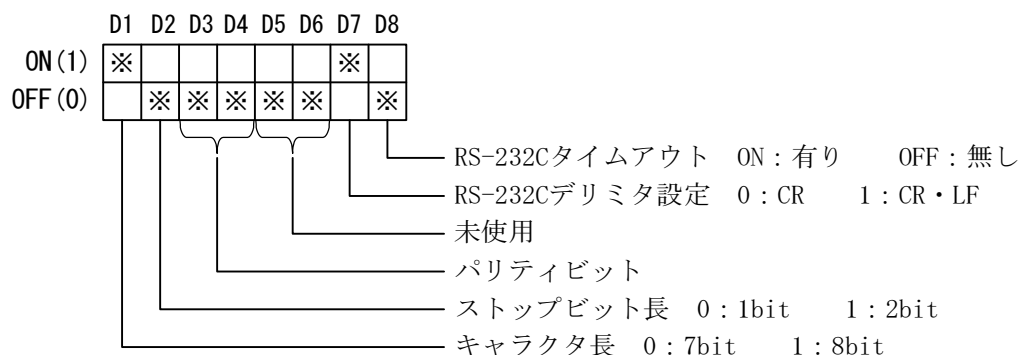 D1 D2 D3 D4 D5 D6 D7 D8
ON(1) ※ ※
OFF(0) ※ ※ ※ ※ ※ ※
RS-232Cタイムアウト ON:有り OFF:無し
RS-232Cデリミタ設定 0:CR 1:CR・LF
未使用
パリティビット
ストップビット長 0:1bit 1:2bit
キャラクタ長 0:7bit 1:8bit